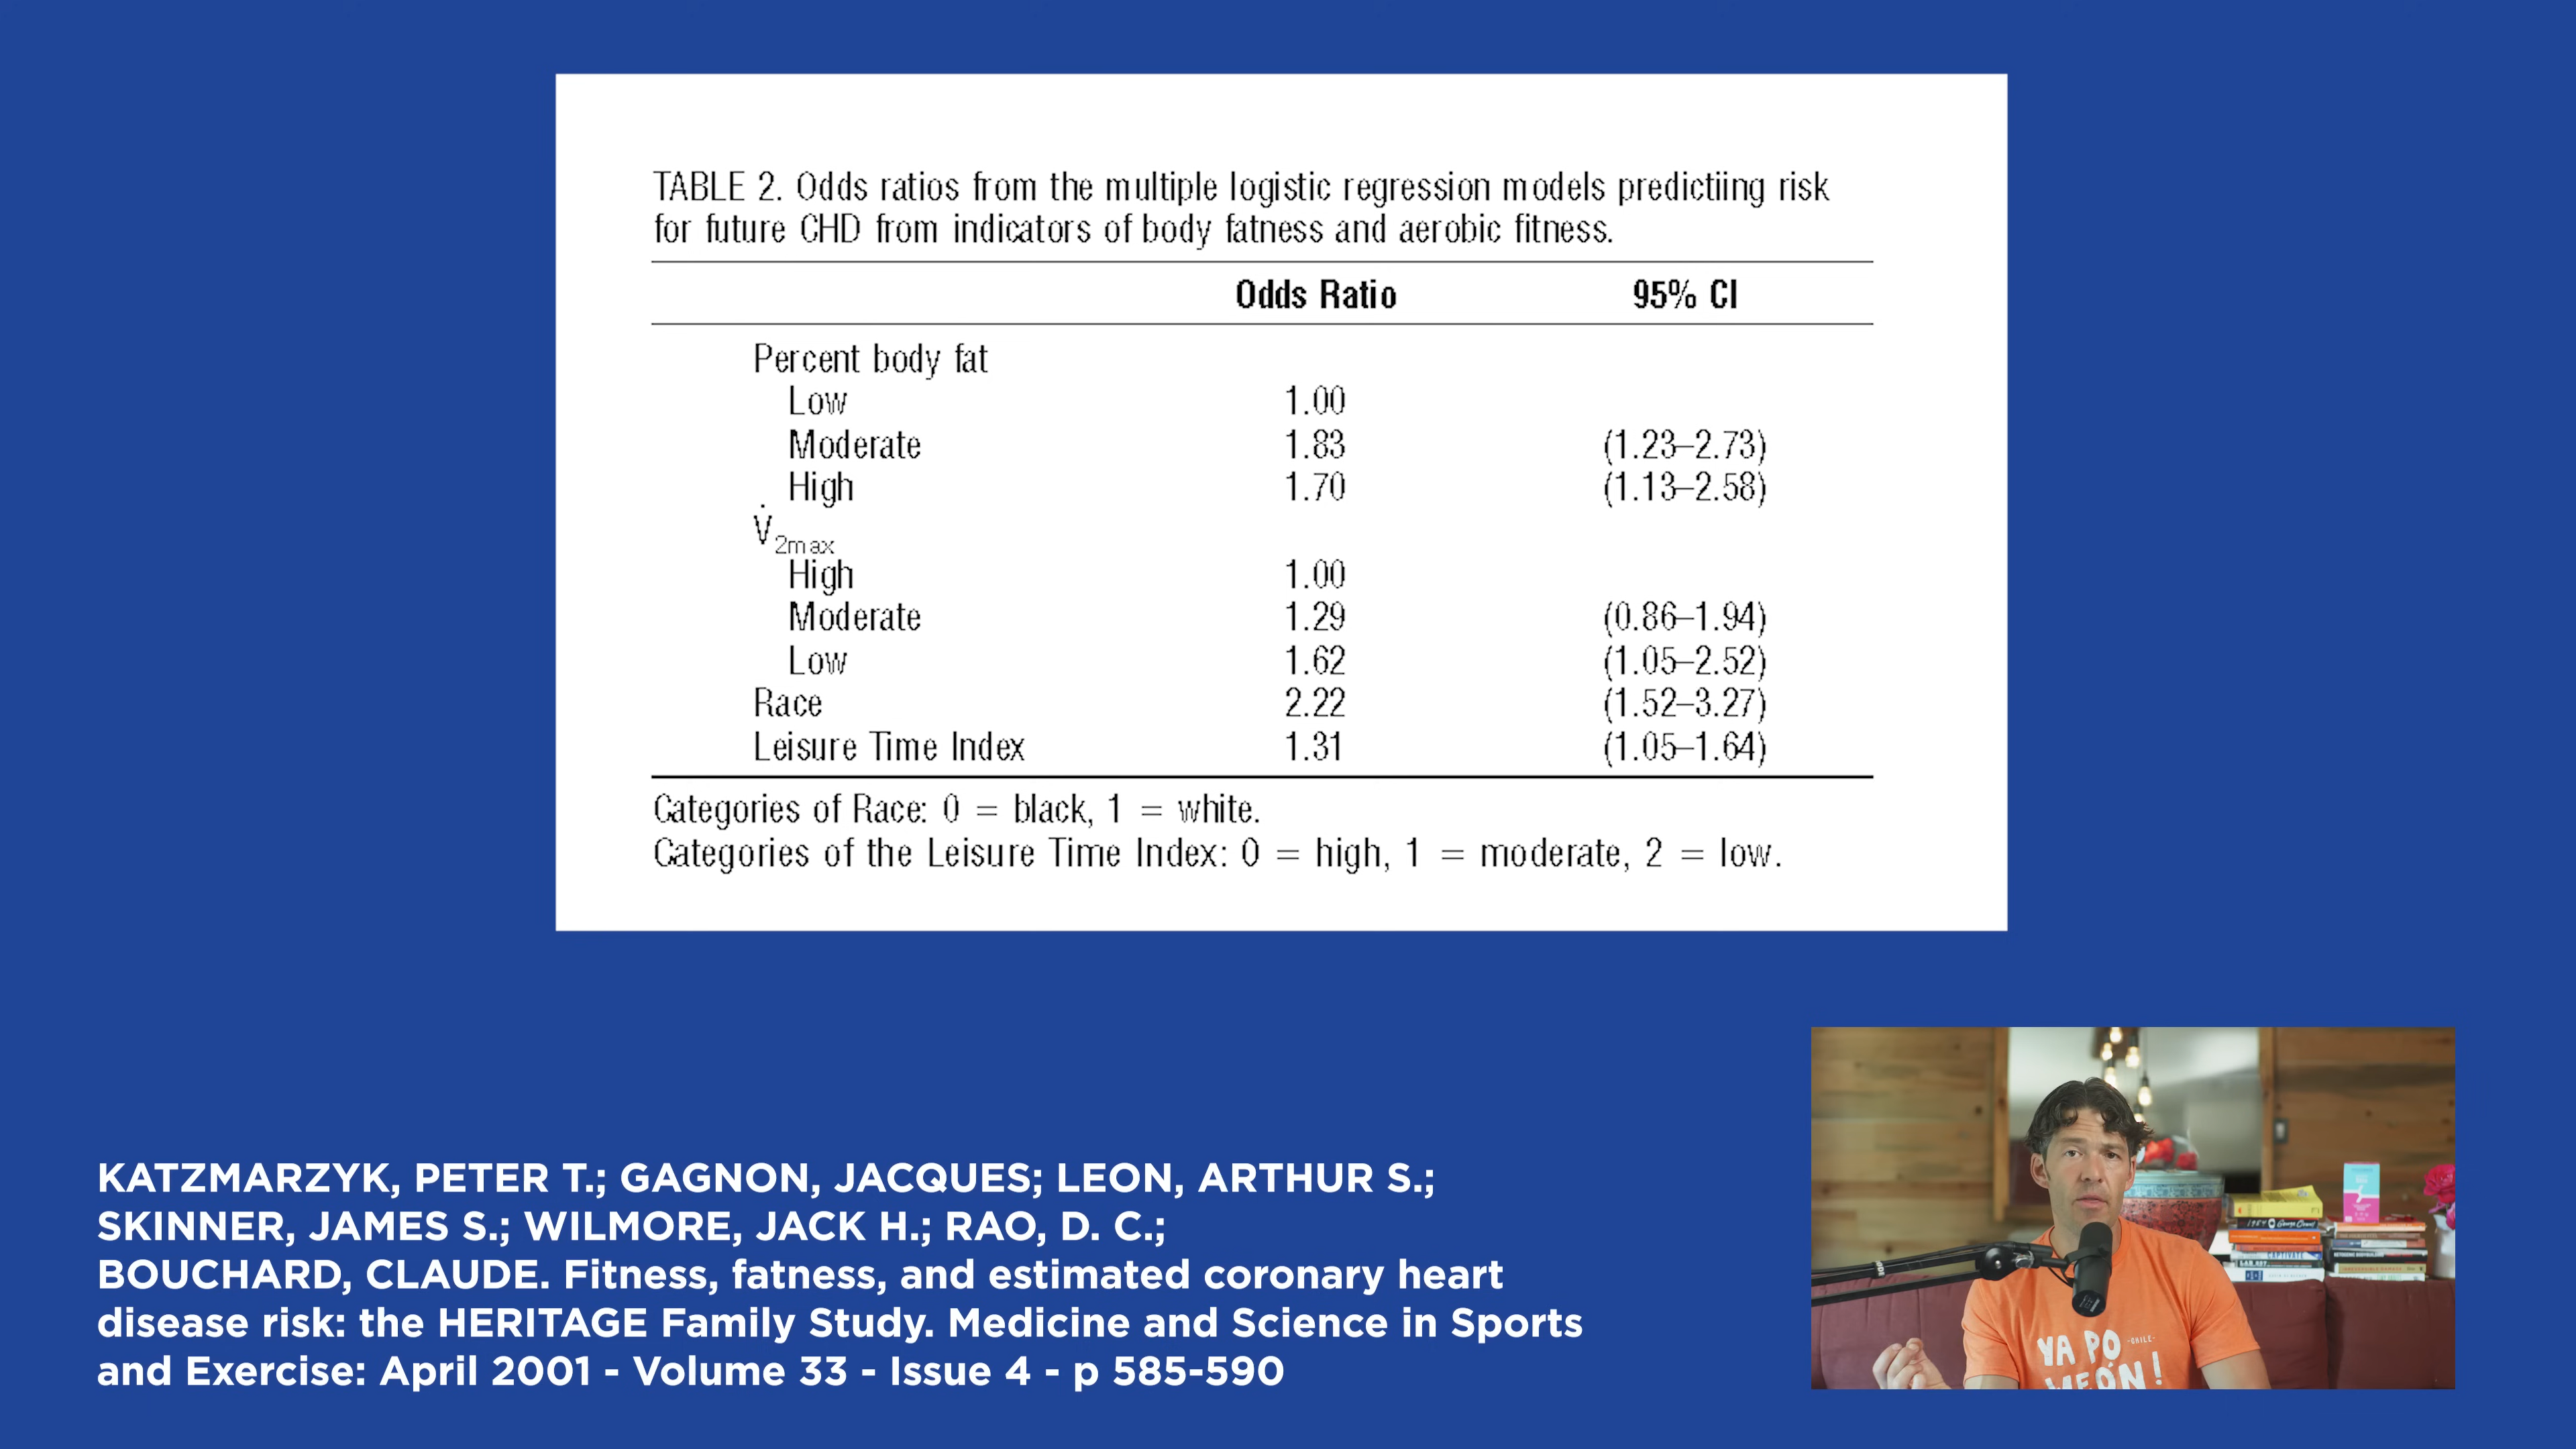 TABLE 2. Odds ratios from the multiple logistic regression models predictiing risk
for future CHD from indicators of body fatness and aerobic fitness.
Odds Ratio 95% CI
Percent body fat
Low 1.00
Moderate 1.83 (1.23–2.73)
High 1.70 (1.13–2.58)
V̇2max
High 1.00
Moderate 1.29 (0.86–1.94)
Low 1.62 (1.05–2.52)
Race 2.22 (1.52–3.27)
Leisure Time Index 1.31 (1.05–1.64)
Categories of Race: 0 = black, 1 = white.
Categories of the Leisure Time Index: 0 = high, 1 = moderate, 2 = low.
KATZMARZYK, PETER T.; GAGNON, JACQUES; LEON, ARTHUR S.;
SKINNER, JAMES S.; WILMORE, JACK H.; RAO, D. C.;
BOUCHARD, CLAUDE. Fitness, fatness, and estimated coronary heart
disease risk: the HERITAGE Family Study. Medicine and Science in Sports
and Exercise: April 2001 - Volume 33 - Issue 4 - p 585-590
1984 George Orwell
CAPTIVATE
YA PO -CHILE-
WEÓN!